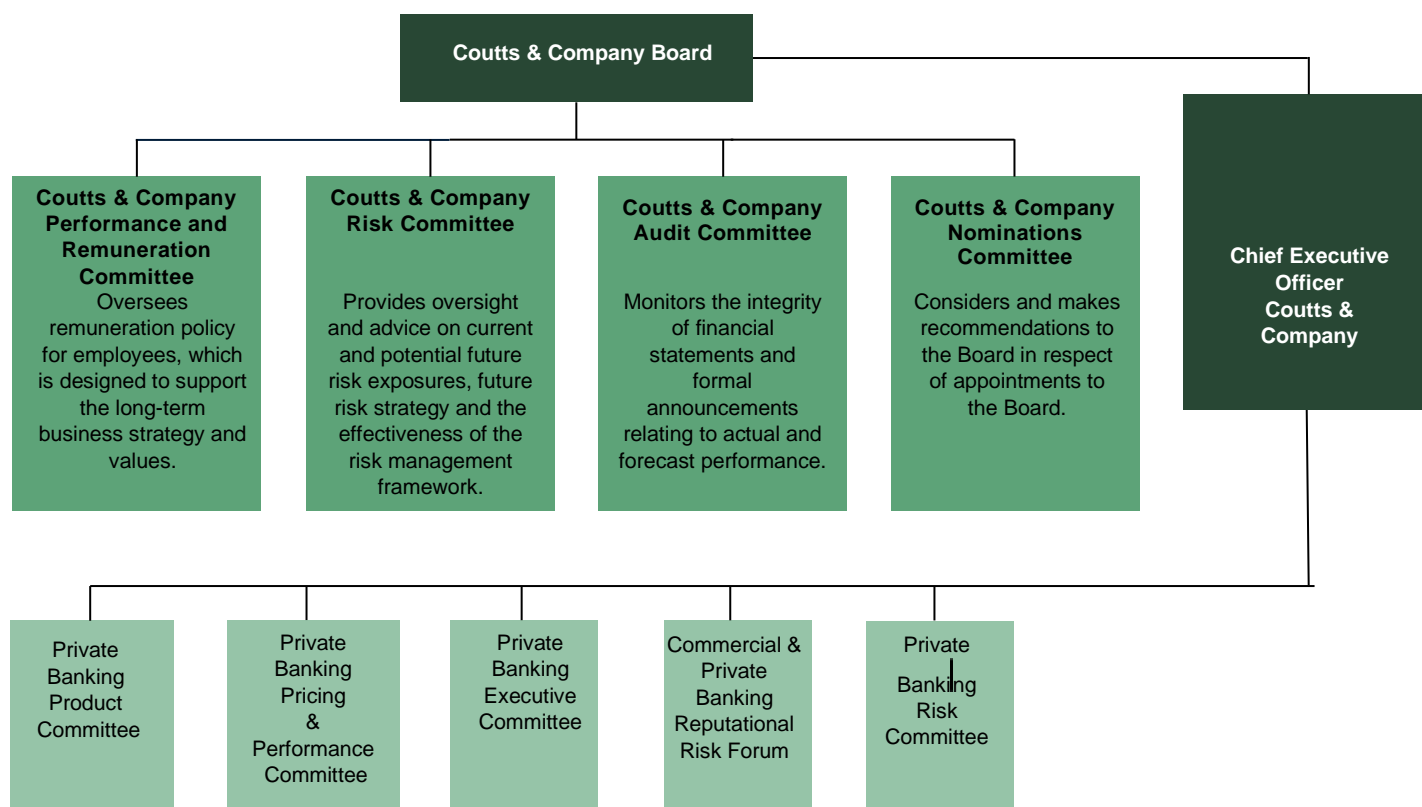 Coutts & Company Board
Coutts & Company
Performance and
Remuneration
Committee
Oversees
remuneration policy
for employees, which
is designed to support
the long-term
business strategy and
values.
Coutts & Company
Risk Committee
Provides oversight
and advice on current
and potential future
risk exposures, future
risk strategy and the
effectiveness of the
risk management
framework.
Coutts & Company
Audit Committee
Monitors the integrity
of financial
statements and
formal
announcements
relating to actual and
forecast performance.
Coutts & Company
Nominations
Committee
Considers and makes
recommendations to
the Board in respect
of appointments to
the Board.
Chief Executive
Officer
Coutts &
Company
Private
Banking
Product
Committee
Private
Banking
Pricing
&
Performance
Committee
Private
Banking
Executive
Committee
Commercial &
Private
Banking
Reputational
Risk Forum
Private
Banking
Risk
Committee